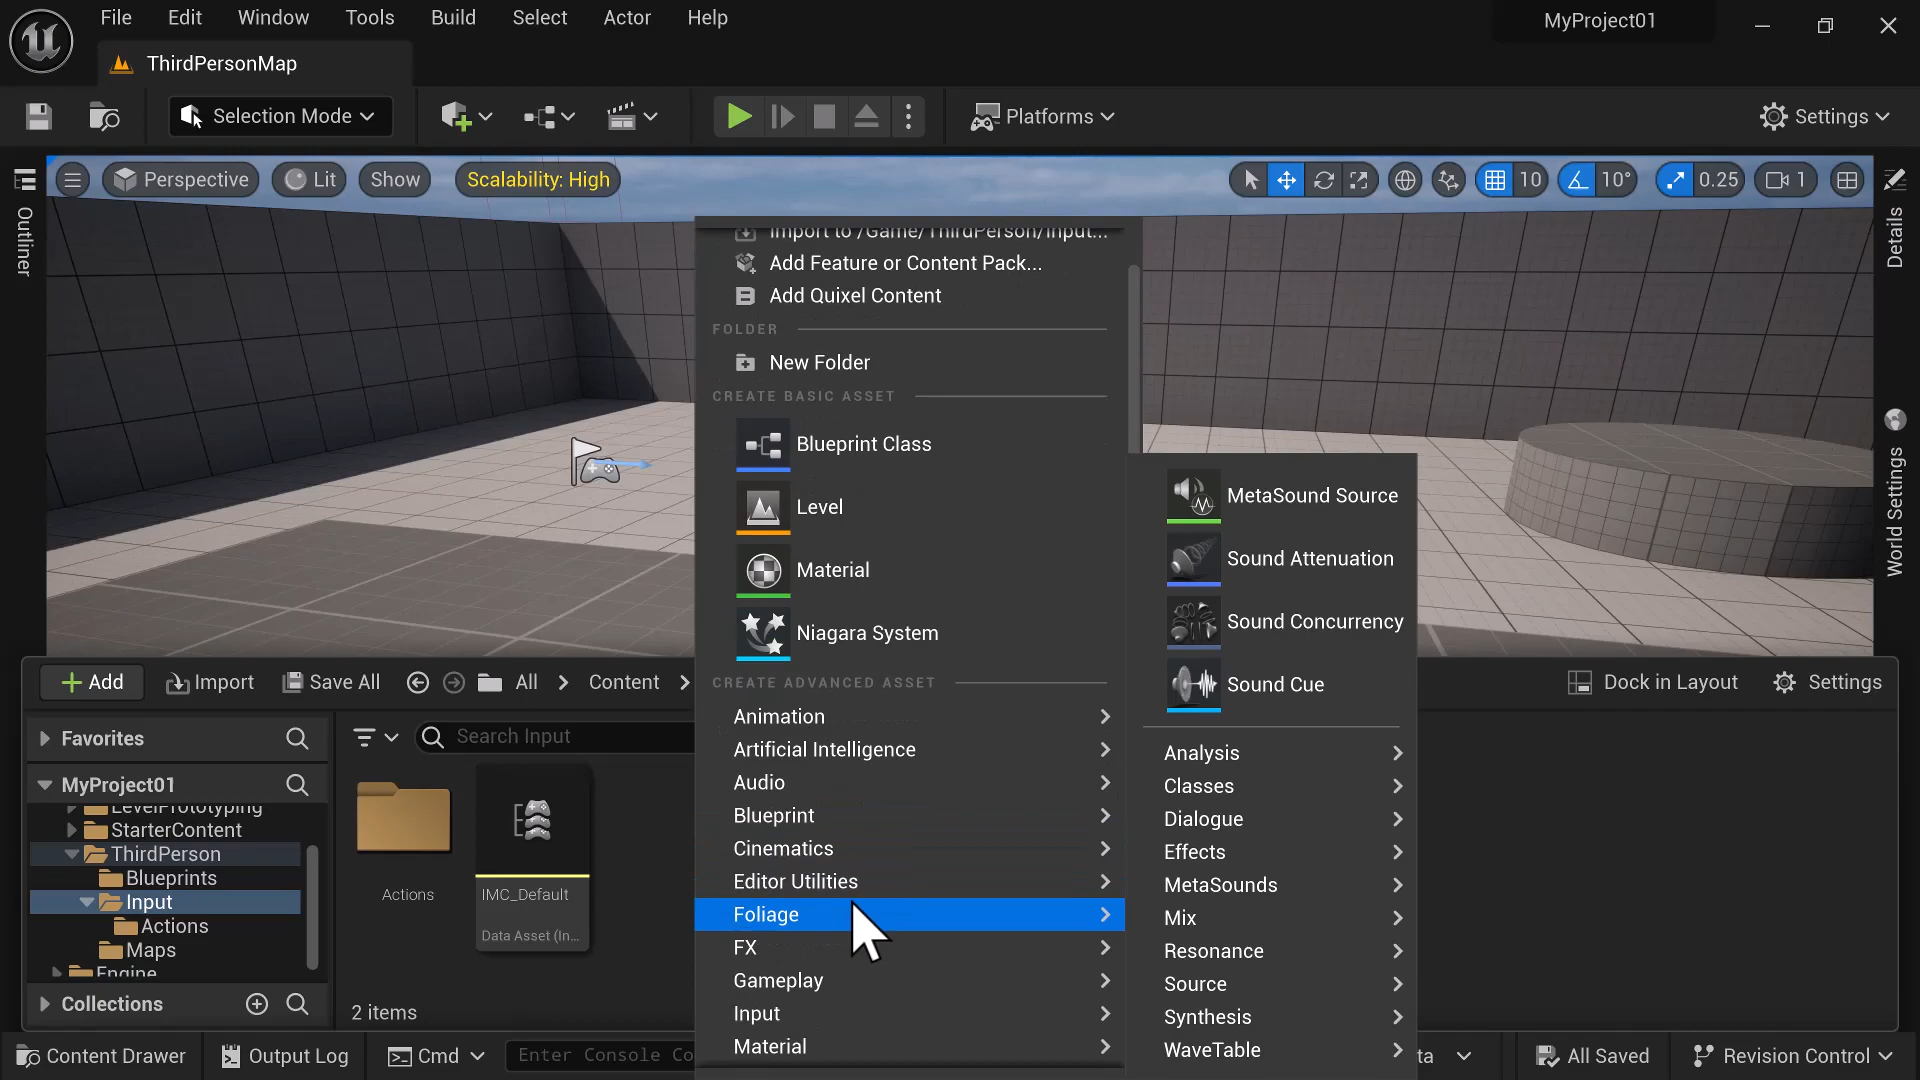 File Edit Window Tools Build Select Actor Help
MyProject01
ThirdPersonMap
Selection Mode
Platforms
Settings
Perspective
Lit
Show
Scalability: High
10
10°
0.25
1
Outliner
Details
World Settings
Import to /Game/ThirdPerson/Input...
Add Feature or Content Pack...
Add Quixel Content
FOLDER
New Folder
CREATE BASIC ASSET
Blueprint Class
Level
Material
Niagara System
CREATE ADVANCED ASSET
Animation
Artificial Intelligence
Audio
Blueprint
Cinematics
Editor Utilities
Foliage
FX
Gameplay
Input
Material
MetaSound Source
Sound Attenuation
Sound Concurrency
Sound Cue
Analysis
Classes
Dialogue
Effects
MetaSounds
Mix
Resonance
Source
Synthesis
WaveTable
Add
Import
Save All
All
Content
Dock in Layout
Settings
Favorites
Search Input
MyProject01
LevelPrototyping
StarterContent
ThirdPerson
Blueprints
Input
Actions
Maps
Engine
Collections
Actions
IMC_Default
Data Asset (In...
2 items
Content Drawer
Output Log
Cmd
Enter Console Co
ta
All Saved
Revision Control